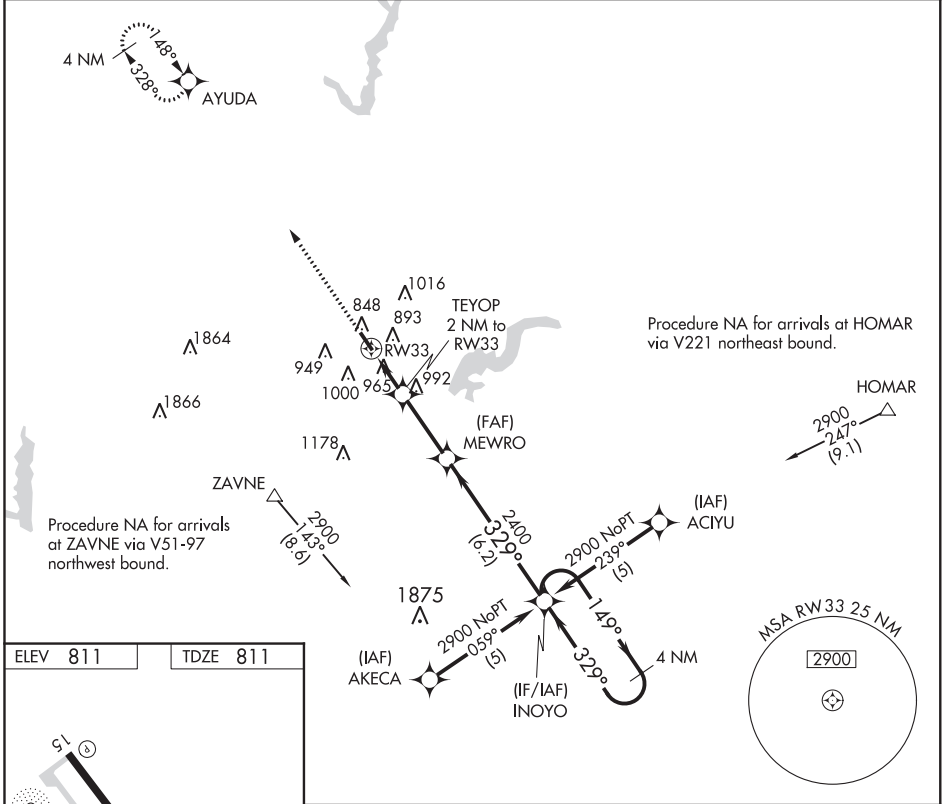 4 NM
148°
328°
AYUDA
1016
848
TEYOP
2 NM to
RW33
893
RW33
1864
949
1000
965
992
1866
Procedure NA for arrivals at HOMAR
via V221 northeast bound.
HOMAR
2900
247°
(9.1)
(FAF)
MEWRO
1178
ZAVNE
2900
143°
(8.6)
Procedure NA for arrivals
at ZAVNE via V51-97
northwest bound.
2400
329°
(6.2)
(IAF)
ACIYU
2900 NoPT
239°
(5)
1875
2900 NoPT
059°
(5)
(IAF)
AKECA
149°
329°
4 NM
(IF/IAF)
INOYO
MSA RW33 25 NM
2900
ELEV 811
TDZE 811
15
P